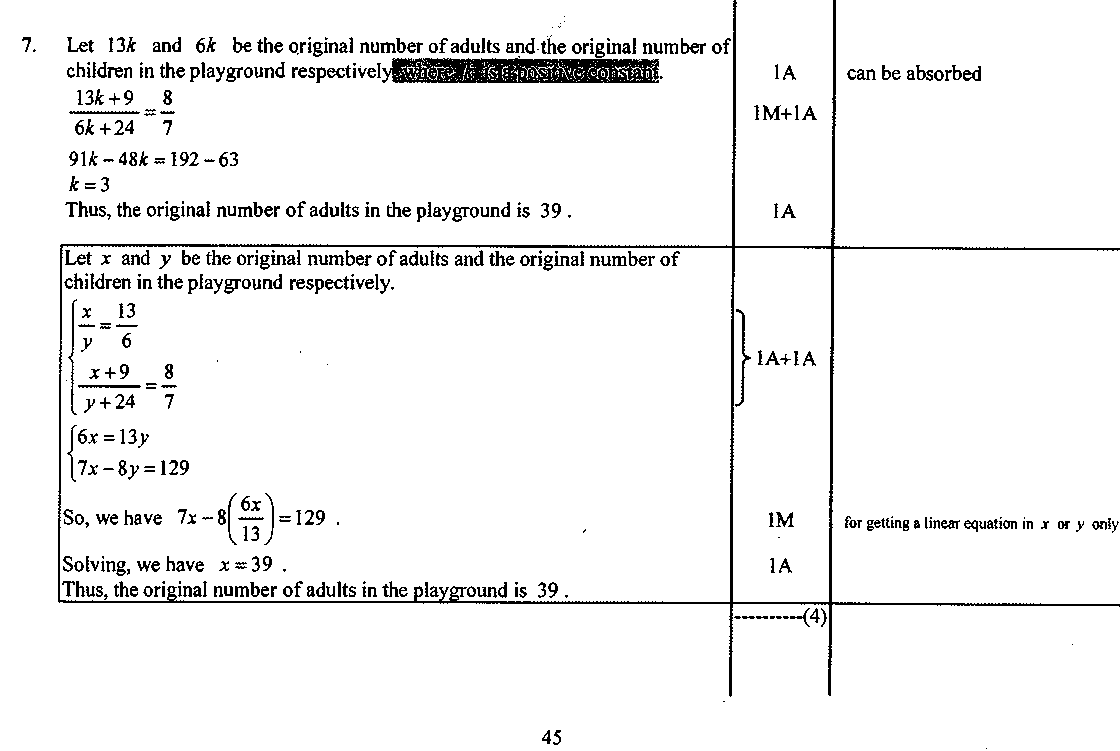 7. Let 13k and 6k be the original number of adults and the original number of
children in the playground respectively where k is a positive constant. 1A can be absorbed
(13k + 9)/(6k + 24) = 8/7 1M+1A
91k − 48k = 192 − 63
k = 3
Thus, the original number of adults in the playground is 39 . 1A
Let x and y be the original number of adults and the original number of
children in the playground respectively.
{ x/y = 13/6
(x + 9)/(y + 24) = 8/7 } 1A+1A
{ 6x = 13y
7x − 8y = 129
So, we have 7x − 8(6x/13) = 129 . 1M for getting a linear equation in x or y only
Solving, we have x = 39 . 1A
Thus, the original number of adults in the playground is 39 .
----------(4)
45